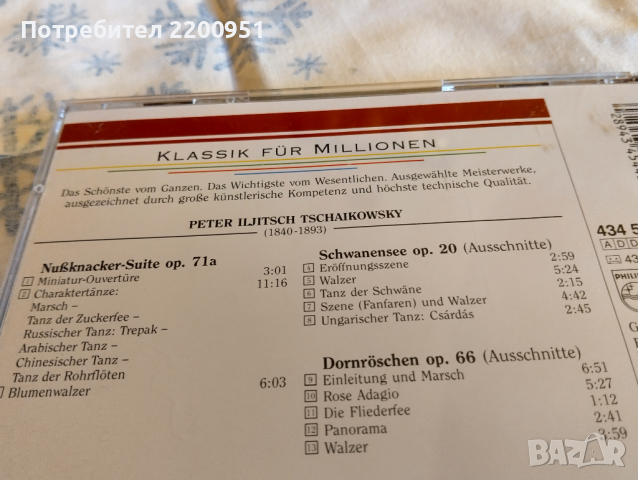 Потребител 2200951
KLASSIK FÜR MILLIONEN
Das Schönste vom Ganzen. Das Wichtigste vom Wesentlichen. Ausgewählte Meisterwerke,
ausgezeichnet durch große künstlerische Kompetenz und höchste technische Qualität.
PETER ILJITSCH TSCHAIKOWSKY
(1840-1893)
Nußknacker-Suite op. 71a
1 Miniatur-Ouvertüre 3:01
2 Charaktertänze: 11:16
Marsch –
Tanz der Zuckerfee –
Russischer Tanz: Trepak –
Arabischer Tanz –
Chinesischer Tanz –
Tanz der Rohrflöten
Blumenwalzer 6:03
Schwanensee op. 20 (Ausschnitte)
4 Eröffnungsszene 2:59
5 Walzer 5:24
6 Tanz der Schwäne 2:15
7 Szene (Fanfaren) und Walzer 4:42
8 Ungarischer Tanz: Csárdás 2:45
Dornröschen op. 66 (Ausschnitte)
9 Einleitung und Marsch 6:51
10 Rose Adagio 5:27
11 Die Fliederfee 1:12
12 Panorama 2:41
13 Walzer 3:59
434 5
ADD
PHILIPS
bazar